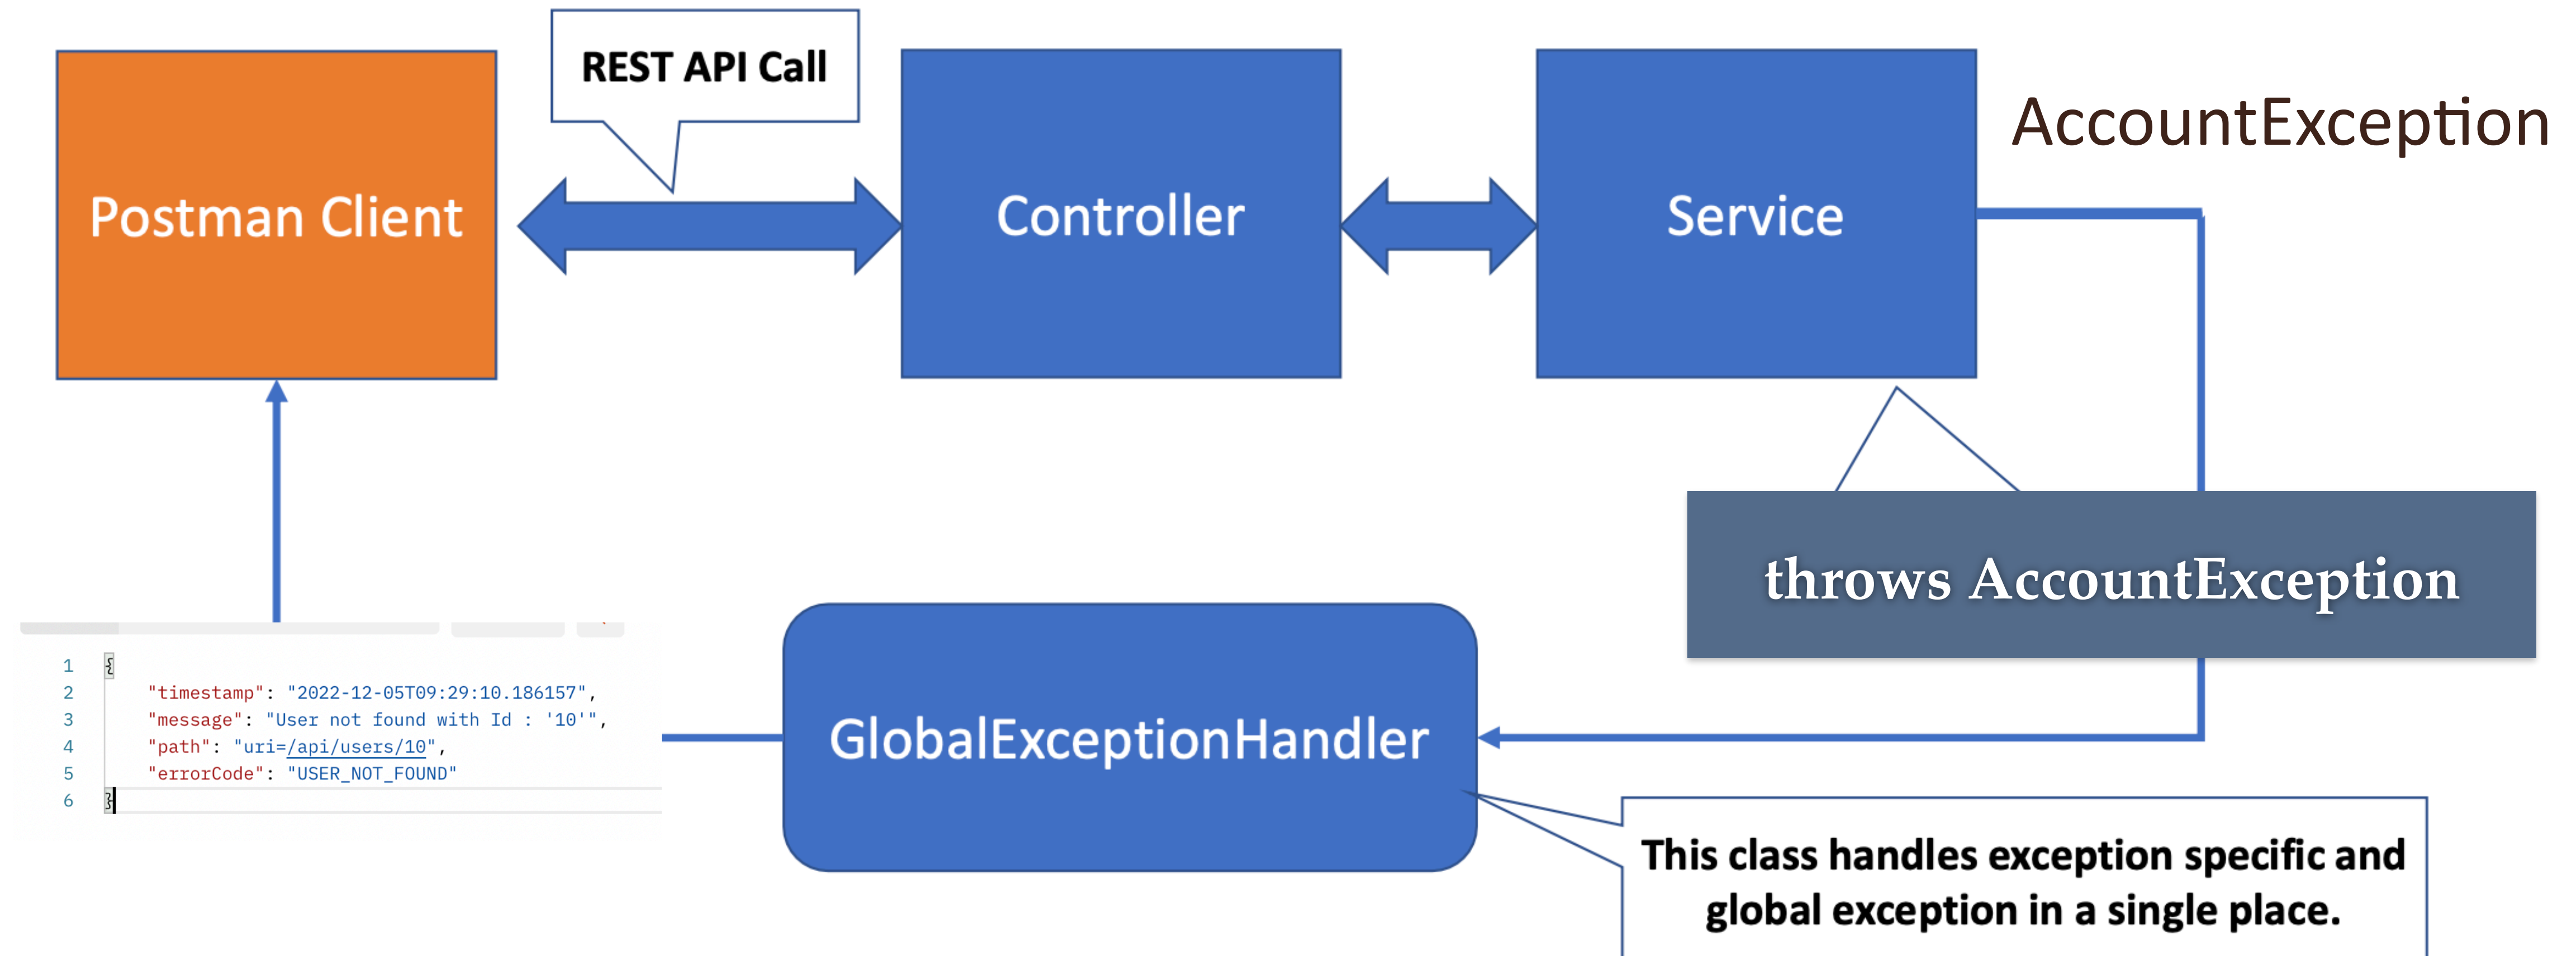 REST API Call
Postman Client
Controller
Service
AccountException
throws AccountException
1 {
2 "timestamp": "2022-12-05T09:29:10.186157",
3 "message": "User not found with Id : '10'",
4 "path": "uri=/api/users/10",
5 "errorCode": "USER_NOT_FOUND"
6 }
GlobalExceptionHandler
This class handles exception specific and
global exception in a single place.